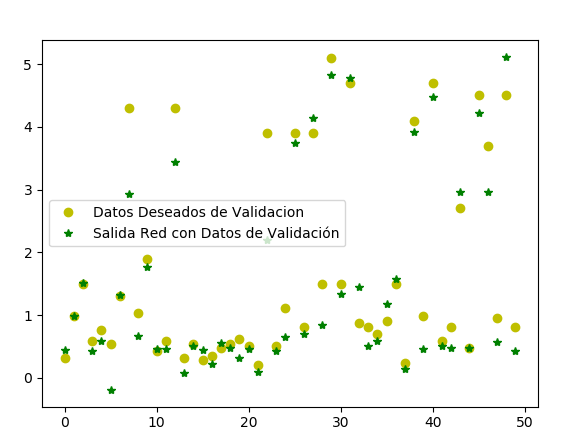 5
4
3
2
1
0
Datos Deseados de Validacion
Salida Red con Datos de Validación
0 10 20 30 40 50